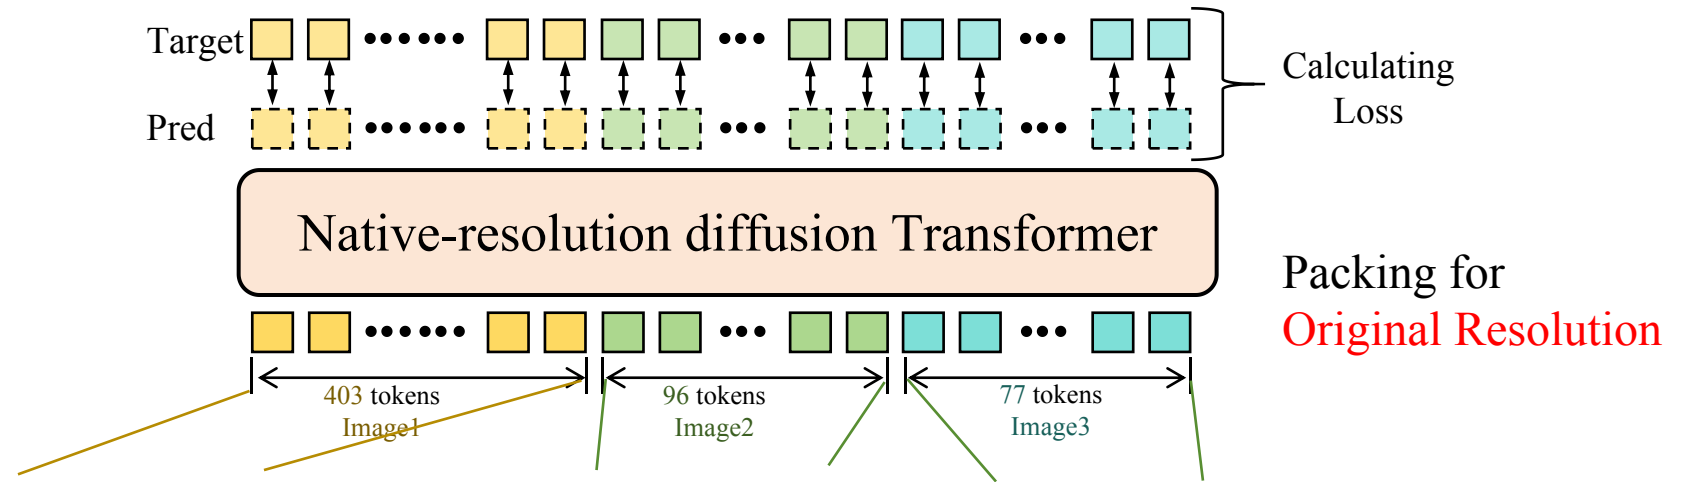 Target
Pred
Calculating
Loss
Native-resolution diffusion Transformer
Packing for
Original Resolution
403 tokens
Image1
96 tokens
Image2
77 tokens
Image3